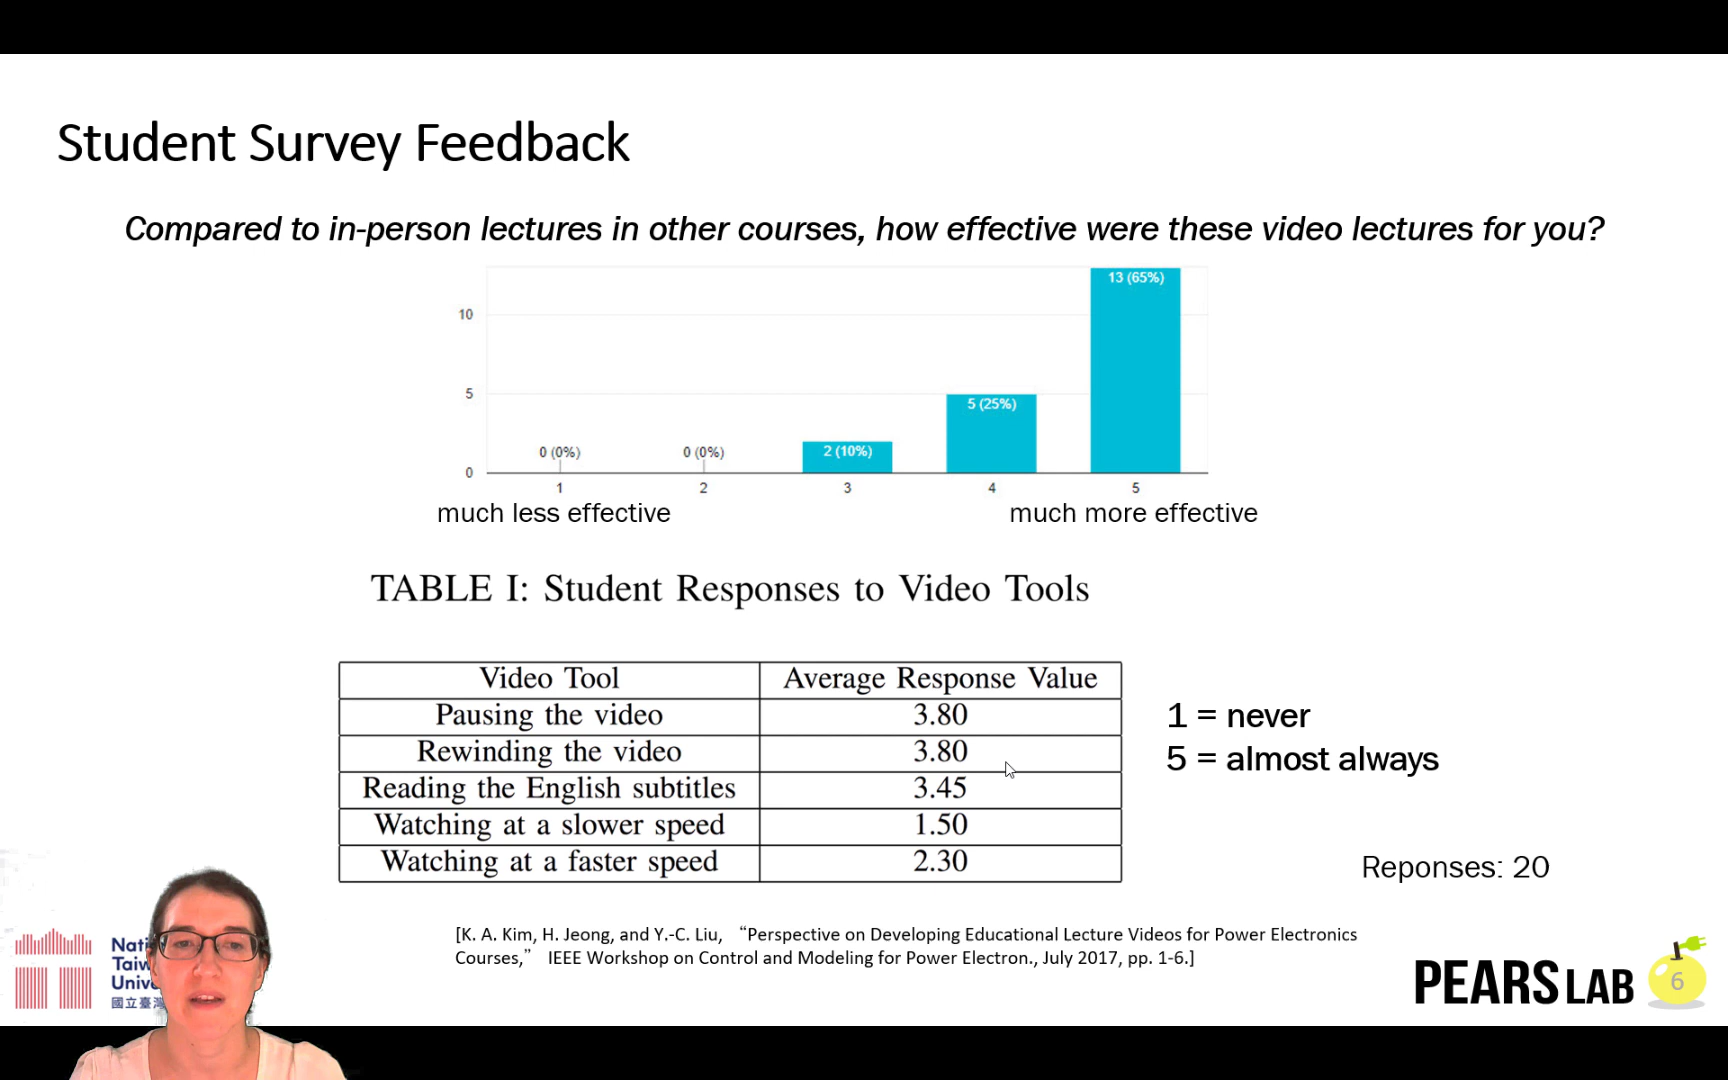 Student Survey Feedback
Compared to in-person lectures in other courses, how effective were these video lectures for you?
13 (65%)
10
5
5 (25%)
0 (0%)
0 (0%)
2 (10%)
0
1
2
3
4
5
much less effective
much more effective
TABLE I: Student Responses to Video Tools
Video Tool
Average Response Value
Pausing the video
3.80
Rewinding the video
3.80
Reading the English subtitles
3.45
Watching at a slower speed
1.50
Watching at a faster speed
2.30
1 = never
5 = almost always
Reponses: 20
[K. A. Kim, H. Jeong, and Y.-C. Liu, “Perspective on Developing Educational Lecture Videos for Power Electronics
Courses,” IEEE Workshop on Control and Modeling for Power Electron., July 2017, pp. 1-6.]
國立臺
PEARS LAB
6